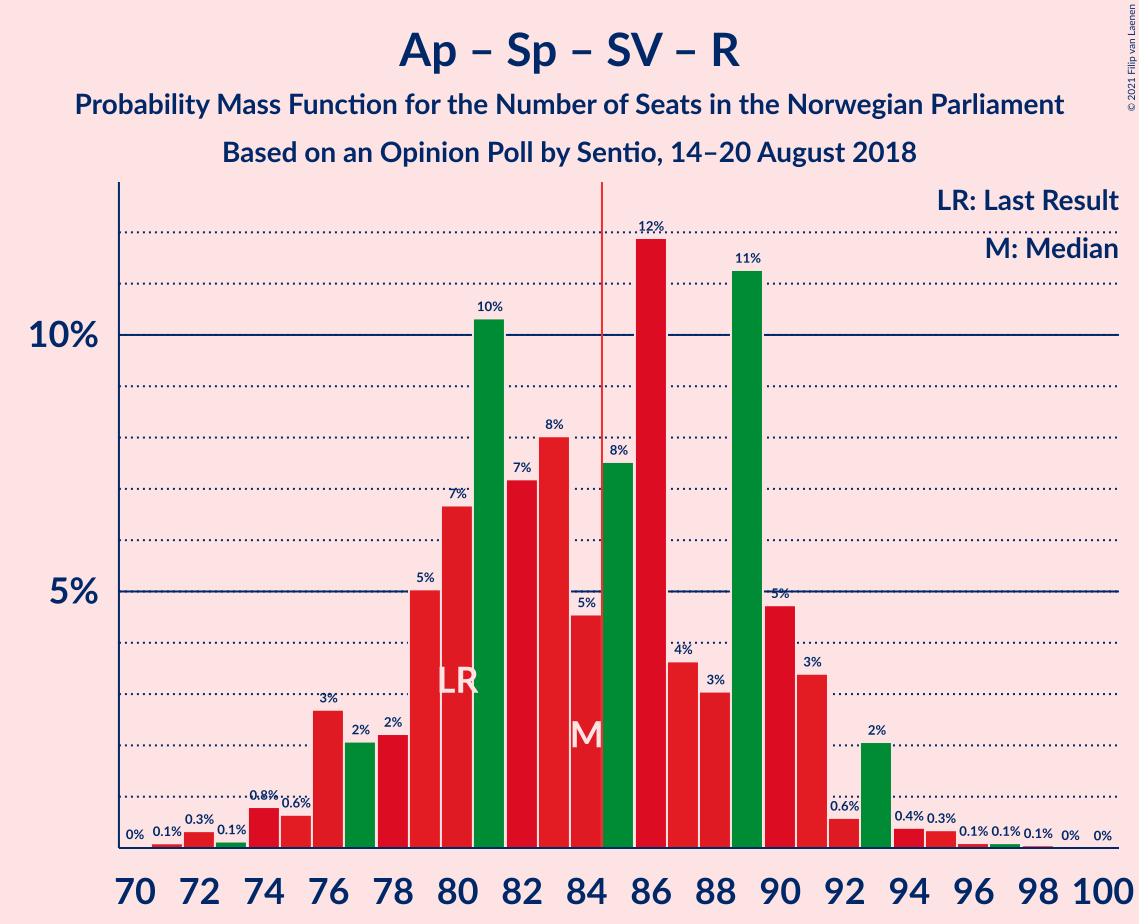 Ap – Sp – SV – R
Probability Mass Function for the Number of Seats in the Norwegian Parliament
Based on an Opinion Poll by Sentio, 14–20 August 2018
© 2021 Filip van Laenen
LR: Last Result
M: Median
10%
5%
0% 0.1% 0.3% 0.1% 0.8% 0.6% 3% 2% 2% 5% 7% 10% 7% 8% 5% 8% 12% 4% 3% 11% 5% 3% 0.6% 2% 0.4% 0.3% 0.1% 0.1% 0.1% 0% 0%
LR
M
70 72 74 76 78 80 82 84 86 88 90 92 94 96 98 100